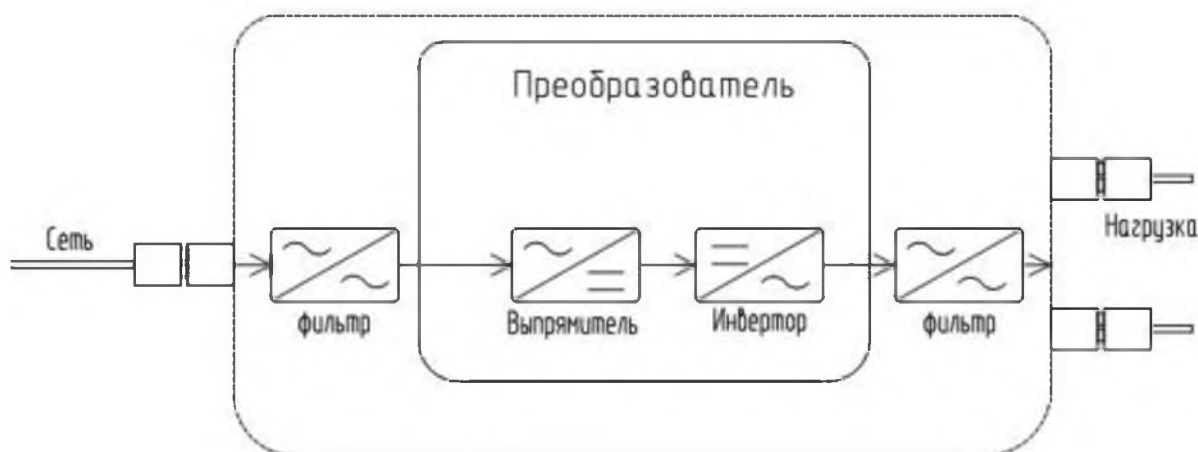 Преобразователь
Сеть
Нагрузка
фильтр
Выпрямитель
Инвертор
фильтр